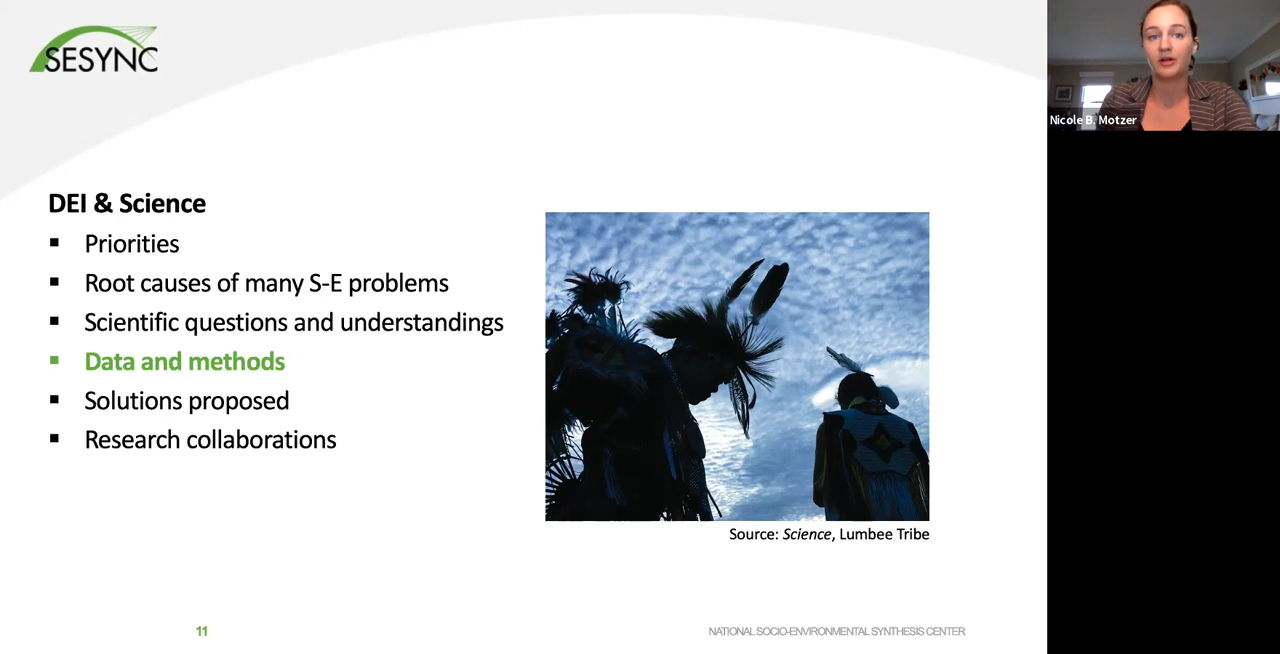 SESYNC
Nicole B. Motzer
DEI & Science
▪ Priorities
▪ Root causes of many S-E problems
▪ Scientific questions and understandings
▪ Data and methods
▪ Solutions proposed
▪ Research collaborations
Source: Science, Lumbee Tribe
11
NATIONAL SOCIO-ENVIRONMENTAL SYNTHESIS CENTER